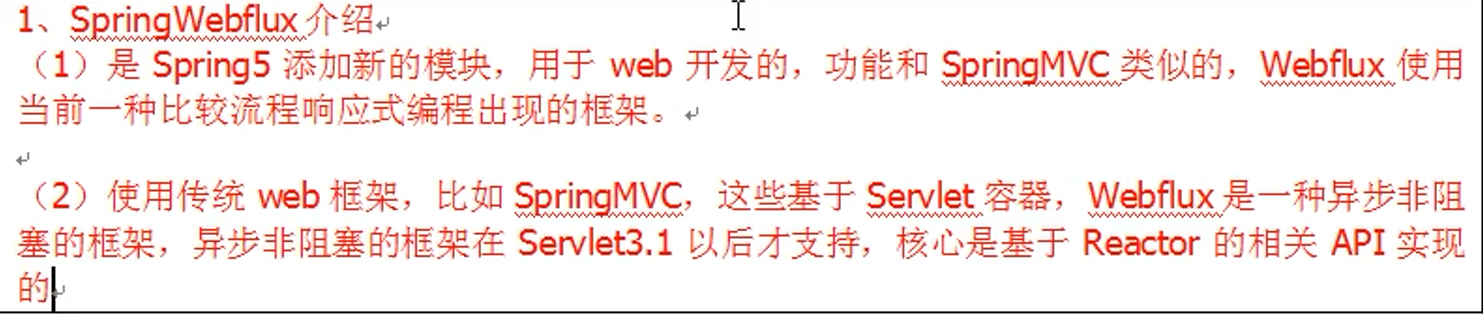 1、SpringWebflux 介绍
（1）是 Spring5 添加新的模块，用于 web 开发的，功能和 SpringMVC 类似的，Webflux 使用
当前一种比较流程响应式编程出现的框架。
（2）使用传统 web 框架，比如 SpringMVC，这些基于 Servlet 容器，Webflux 是一种异步非阻
塞的框架，异步非阻塞的框架在 Servlet3.1 以后才支持，核心是基于 Reactor 的相关 API 实现
的